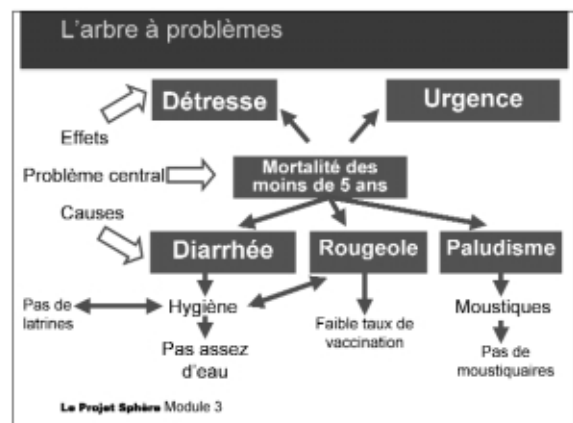 L'arbre à problèmes
Détresse
Urgence
Effets
Problème central
Mortalité des
moins de 5 ans
Causes
Diarrhée
Rougeole
Paludisme
Pas de
latrines
Hygiène
Faible taux de
vaccination
Moustiques
Pas assez
d'eau
Pas de
moustiquaires
Le Projet Sphère Module 3